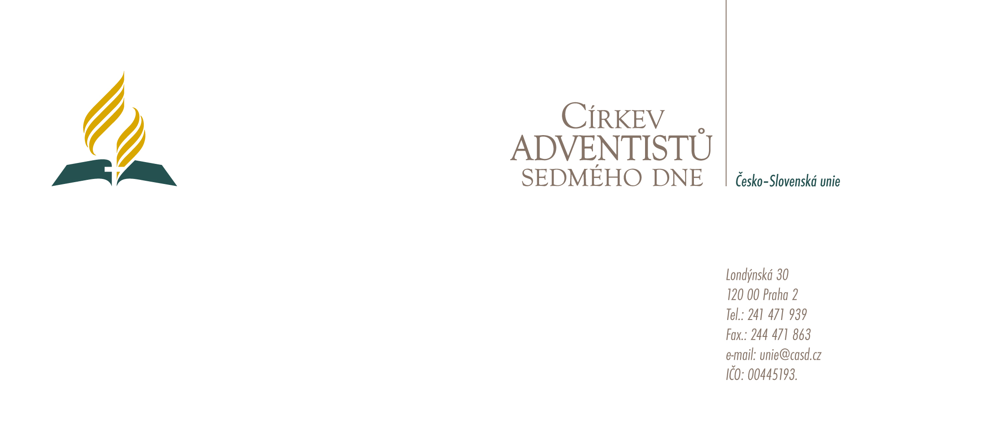 CÍRKEV
ADVENTISTŮ
SEDMÉHO DNE
Česko–Slovenská unie
Londýnská 30
120 00 Praha 2
Tel.: 241 471 939
Fax.: 244 471 863
e-mail: unie@casd.cz
IČO: 00445193.